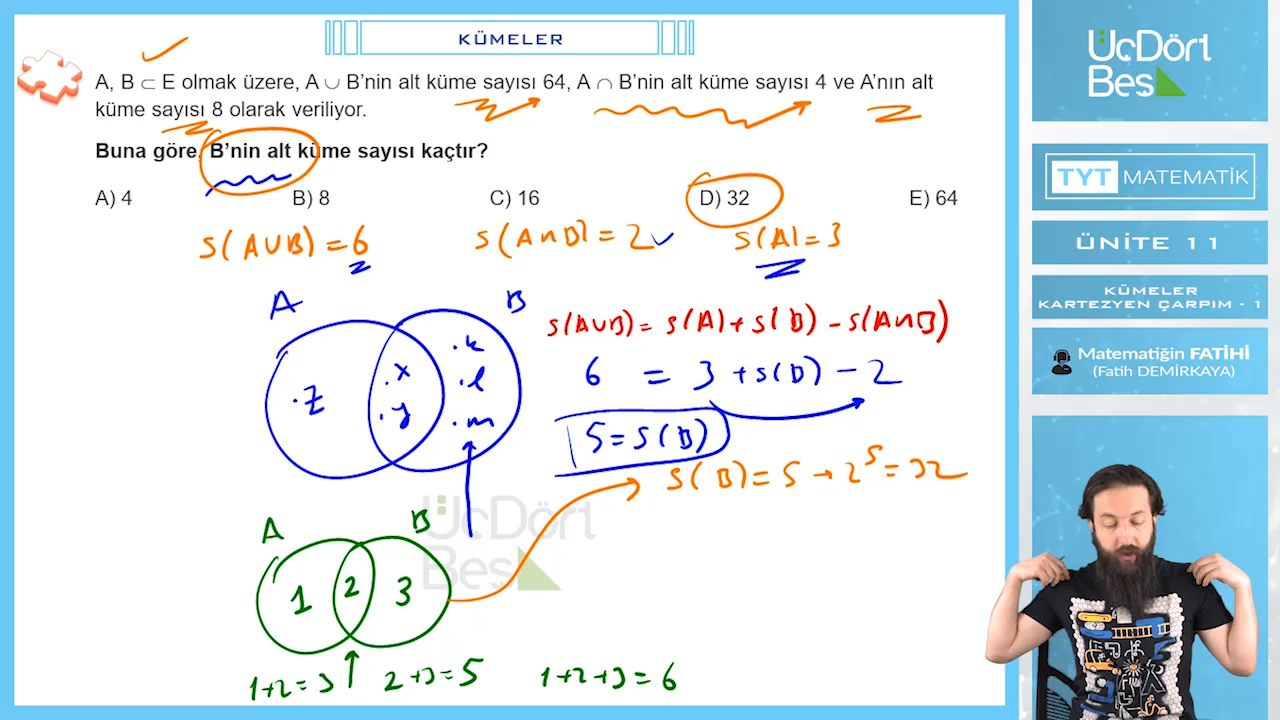 KÜMELER
A, B ⊂ E olmak üzere, A ∪ B'nin alt küme sayısı 64, A ∩ B'nin alt küme sayısı 4 ve A'nın alt
küme sayısı 8 olarak veriliyor.
Buna göre, B'nin alt küme sayısı kaçtır?
A) 4 B) 8 C) 16 D) 32 E) 64
s(A∪B) = 6 s(A∩B) = 2 s(A) = 3
A B
.z .x .y .k .l .m
s(A∪B) = s(A) + s(B) - s(A∩B)
6 = 3 + s(B) - 2
5 = s(B)
s(B) = 5 → 2⁵ = 32
A B
1 2 3
1+2=3 2+3=5 1+2+3=6
ÜçDört
Beş
ÜçDört
Beş
TYT MATEMATİK
ÜNİTE 11
KÜMELER
KARTEZYEN ÇARPIM - 1
Matematiğin FATİHİ
(Fatih DEMİRKAYA)